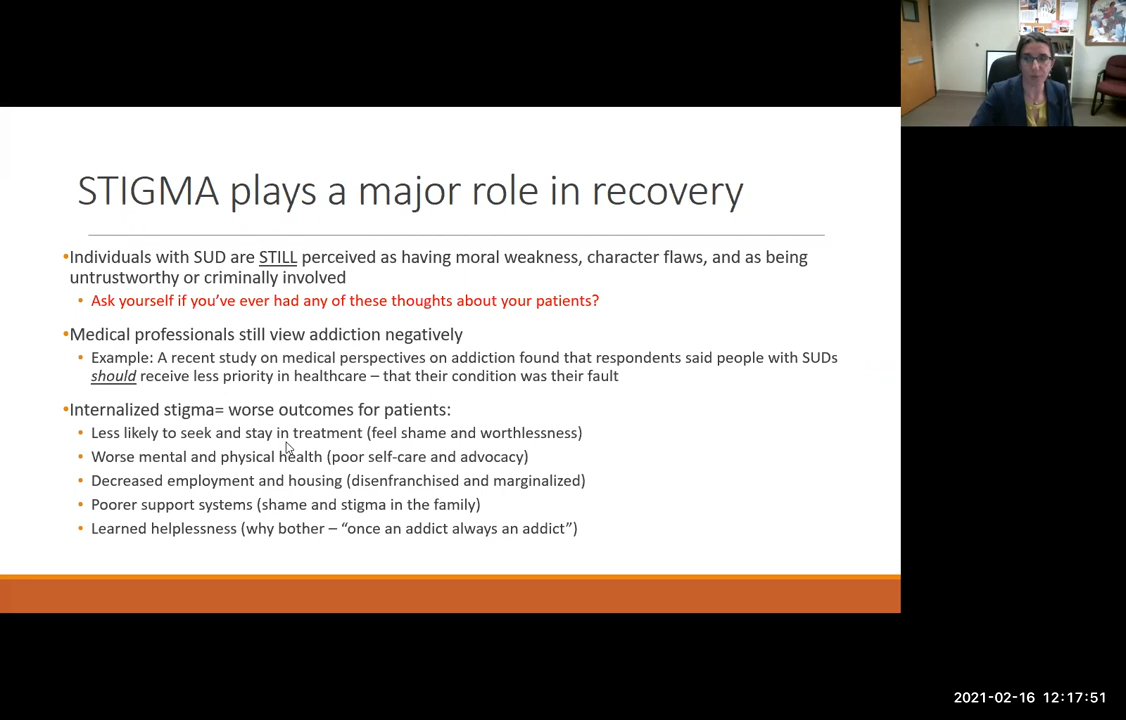 STIGMA plays a major role in recovery
•Individuals with SUD are STILL perceived as having moral weakness, character flaws, and as being
untrustworthy or criminally involved
• Ask yourself if you’ve ever had any of these thoughts about your patients?
•Medical professionals still view addiction negatively
• Example: A recent study on medical perspectives on addiction found that respondents said people with SUDs
should receive less priority in healthcare – that their condition was their fault
•Internalized stigma= worse outcomes for patients:
• Less likely to seek and stay in treatment (feel shame and worthlessness)
• Worse mental and physical health (poor self-care and advocacy)
• Decreased employment and housing (disenfranchised and marginalized)
• Poorer support systems (shame and stigma in the family)
• Learned helplessness (why bother – “once an addict always an addict”)
2021-02-16 12:17:51